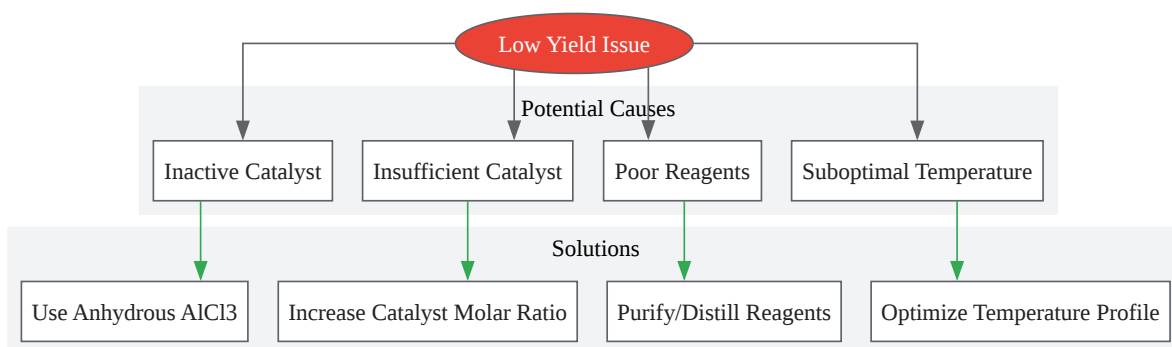 Low Yield Issue
Potential Causes
Inactive Catalyst
Insufficient Catalyst
Poor Reagents
Suboptimal Temperature
Solutions
Use Anhydrous AlCl3
Increase Catalyst Molar Ratio
Purify/Distill Reagents
Optimize Temperature Profile